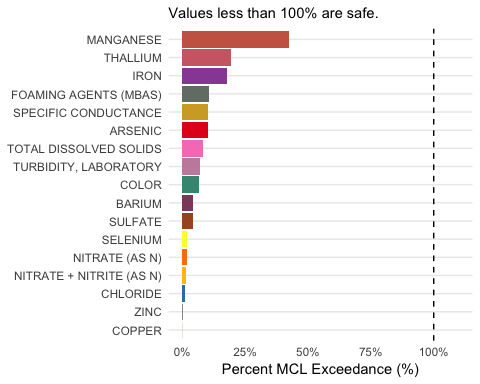 Values less than 100% are safe.
MANGANESE
THALLIUM
IRON
FOAMING AGENTS (MBAS)
SPECIFIC CONDUCTANCE
ARSENIC
TOTAL DISSOLVED SOLIDS
TURBIDITY, LABORATORY
COLOR
BARIUM
SULFATE
SELENIUM
NITRATE (AS N)
NITRATE + NITRITE (AS N)
CHLORIDE
ZINC
COPPER
0% 25% 50% 75% 100%
Percent MCL Exceedance (%)